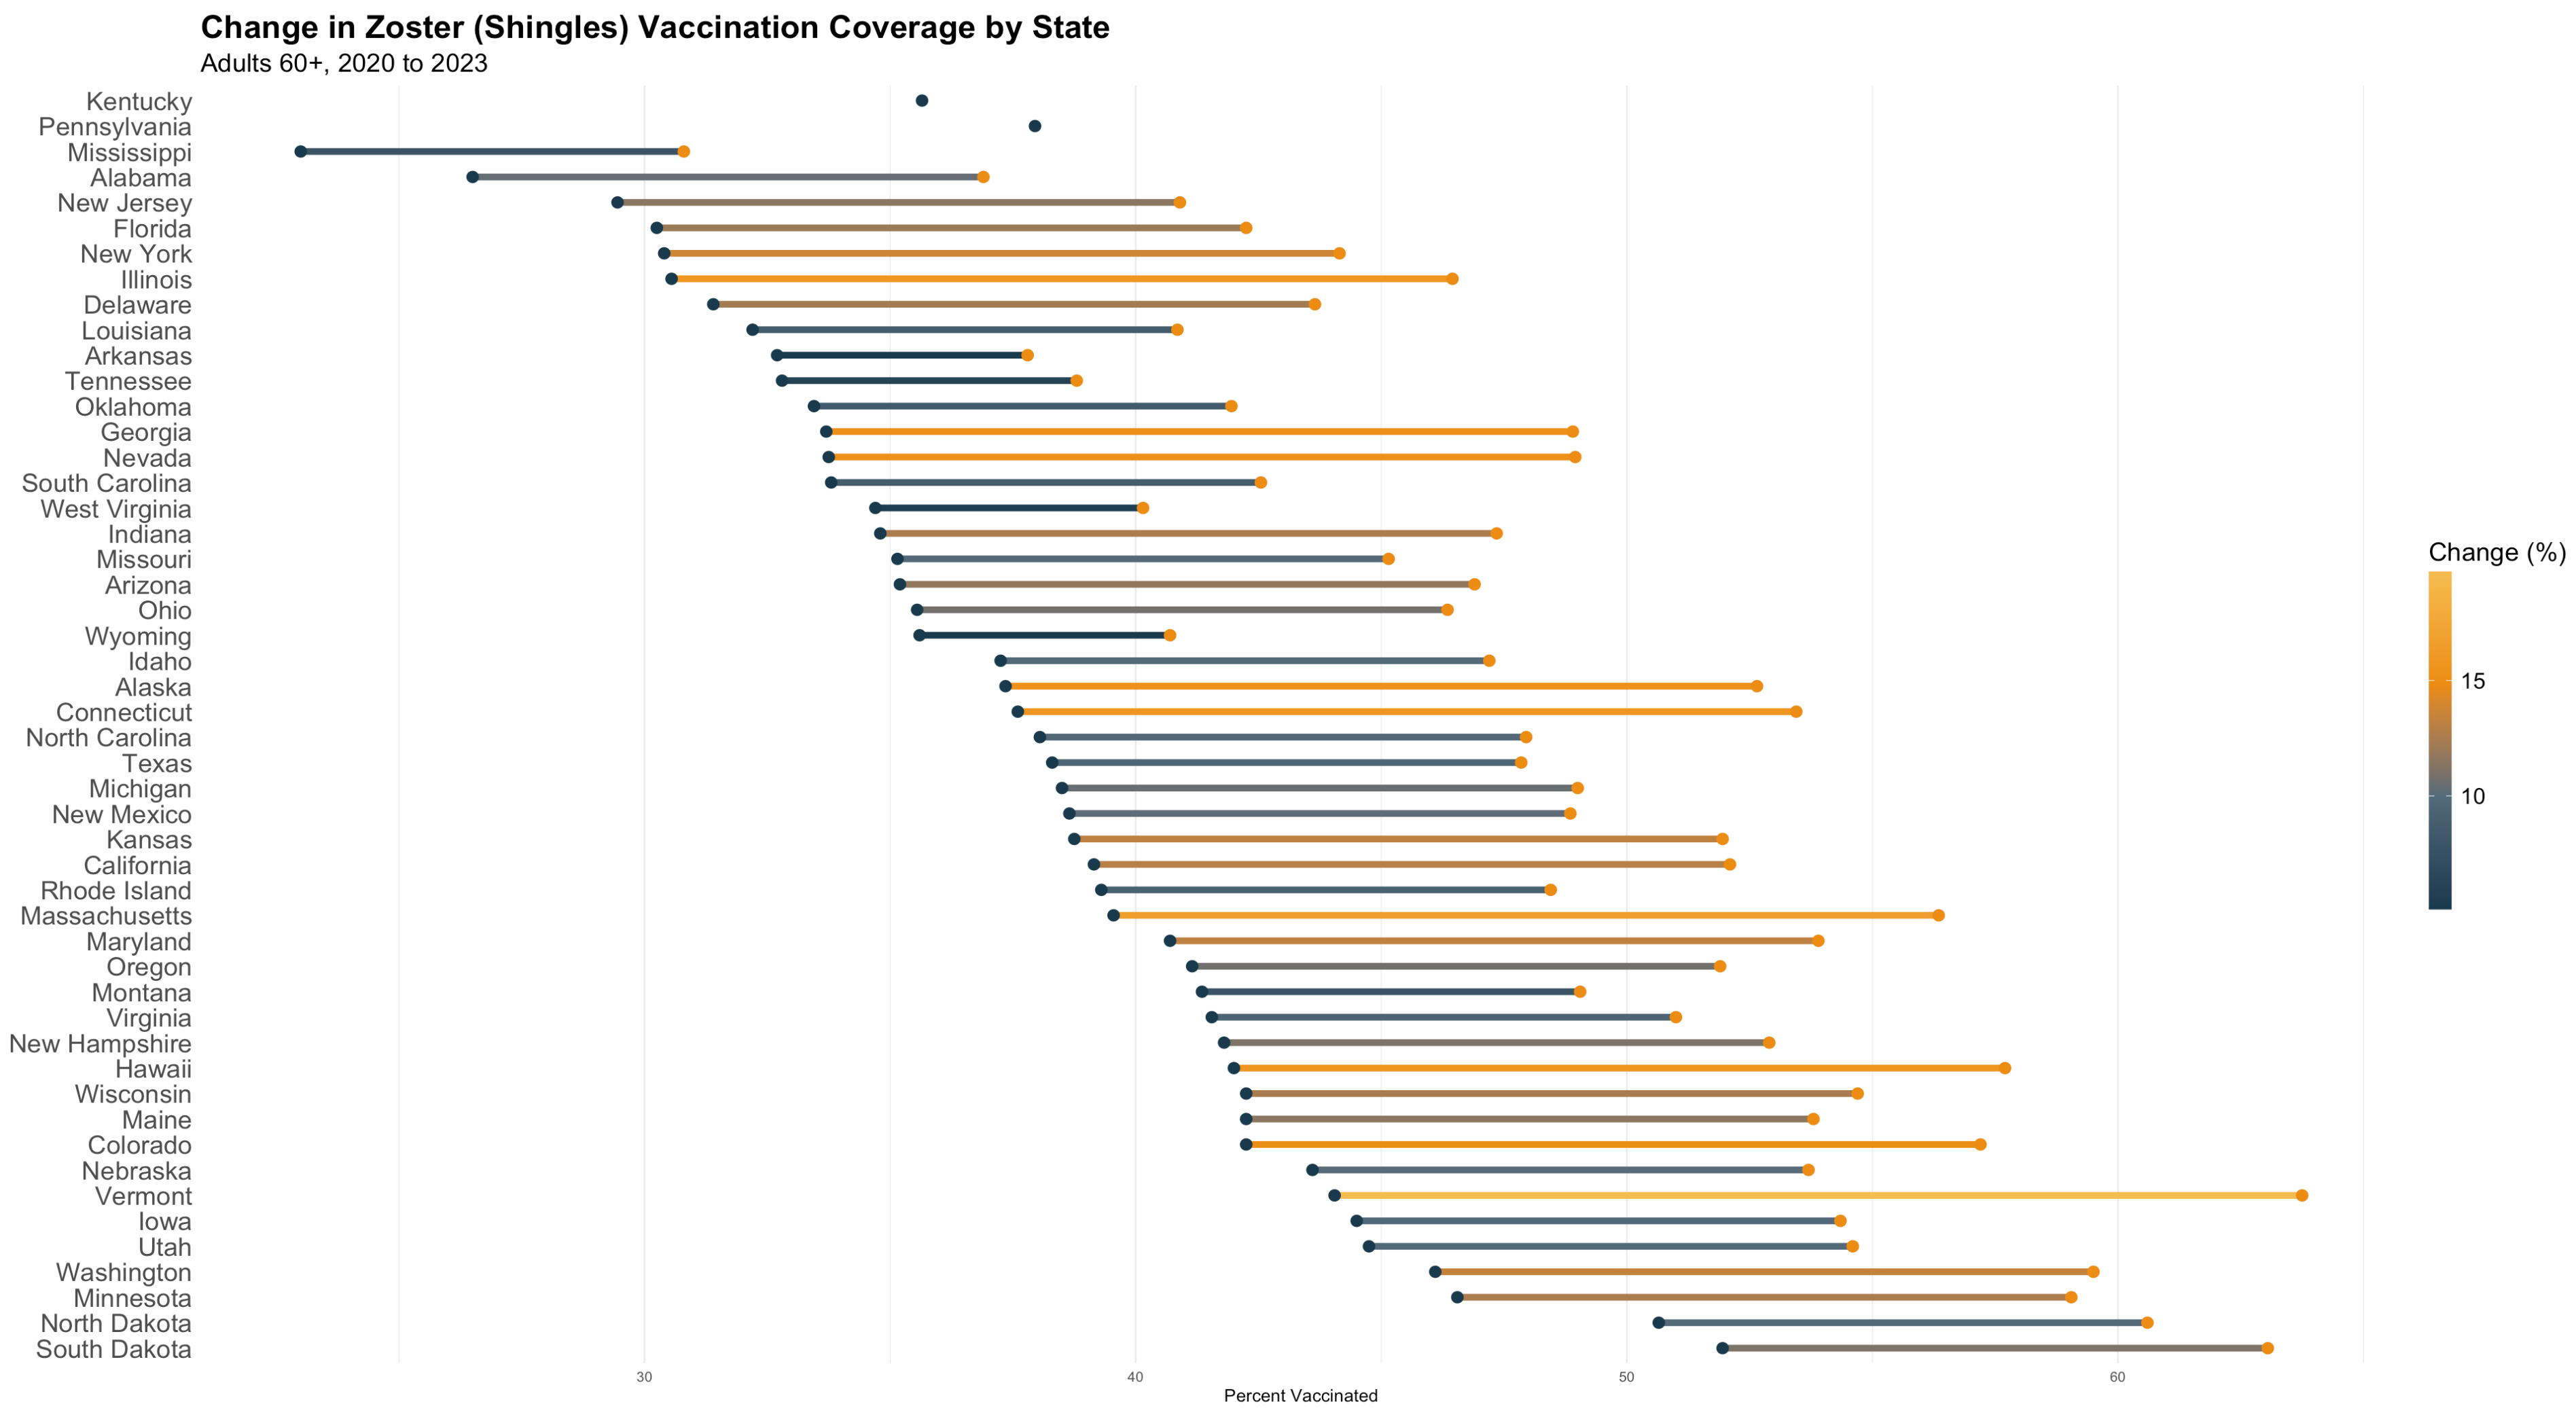 Change in Zoster (Shingles) Vaccination Coverage by State
Adults 60+, 2020 to 2023
Kentucky
Pennsylvania
Mississippi
Alabama
New Jersey
Florida
New York
Illinois
Delaware
Louisiana
Arkansas
Tennessee
Oklahoma
Georgia
Nevada
South Carolina
West Virginia
Indiana
Missouri
Arizona
Ohio
Wyoming
Idaho
Alaska
Connecticut
North Carolina
Texas
Michigan
New Mexico
Kansas
California
Rhode Island
Massachusetts
Maryland
Oregon
Montana
Virginia
New Hampshire
Hawaii
Wisconsin
Maine
Colorado
Nebraska
Vermont
Iowa
Utah
Washington
Minnesota
North Dakota
South Dakota
30 40 50 60
Percent Vaccinated
Change (%)
15
10